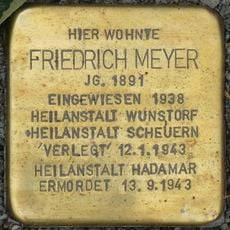 HIER WOHNTE
FRIEDRICH MEYER
JG. 1891
EINGEWIESEN 1938
HEILANSTALT WUNSTORF
HEILANSTALT SCHEUERN
'VERLEGT' 12.1.1943
HEILANSTALT HADAMAR
ERMORDET 13.9.1943